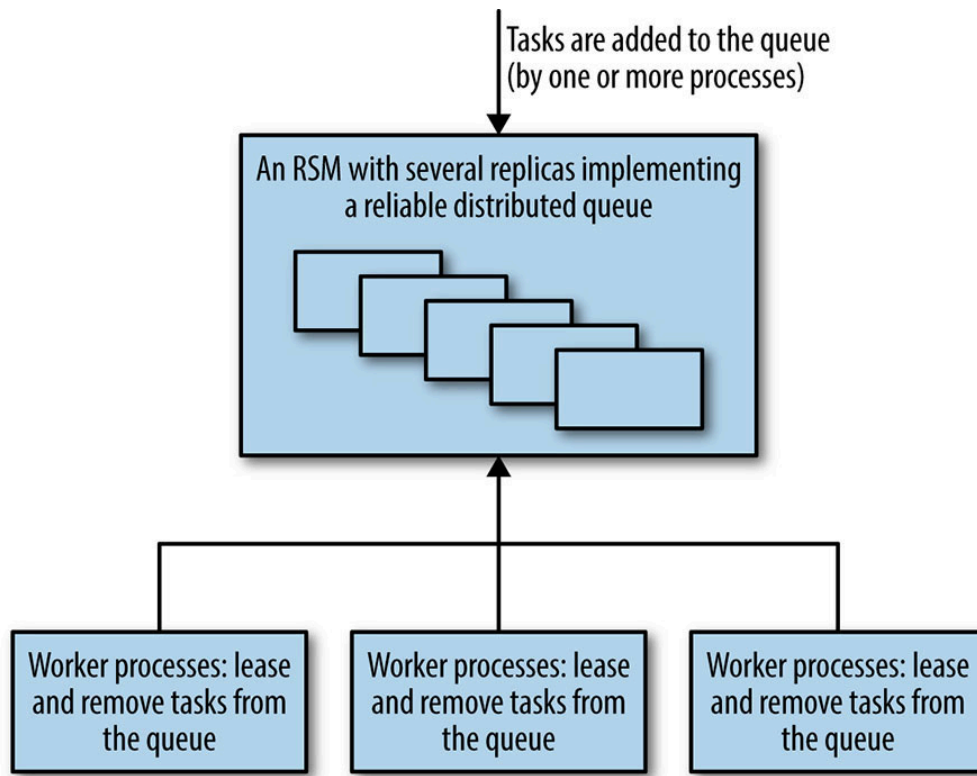 Tasks are added to the queue
(by one or more processes)
An RSM with several replicas implementing
a reliable distributed queue
Worker processes: lease
and remove tasks from
the queue
Worker processes: lease
and remove tasks from
the queue
Worker processes: lease
and remove tasks from
the queue